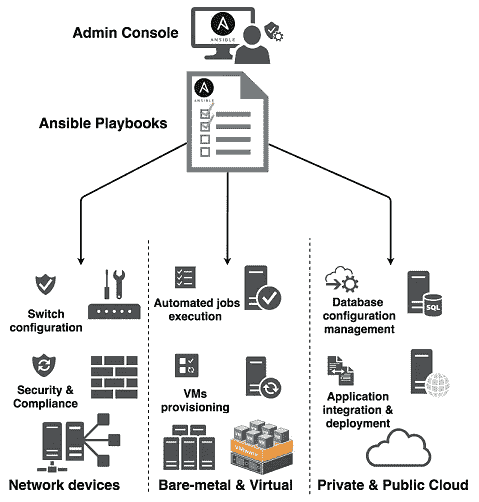 Admin Console
ANSIBLE
ANSIBLE
Ansible Playbooks
Switch
configuration
Automated jobs
execution
Database
configuration
management
SQL
Security &
Compliance
VMs
provisioning
Application
integration &
deployment
vmware
Network devices
Bare-metal & Virtual
Private & Public Cloud